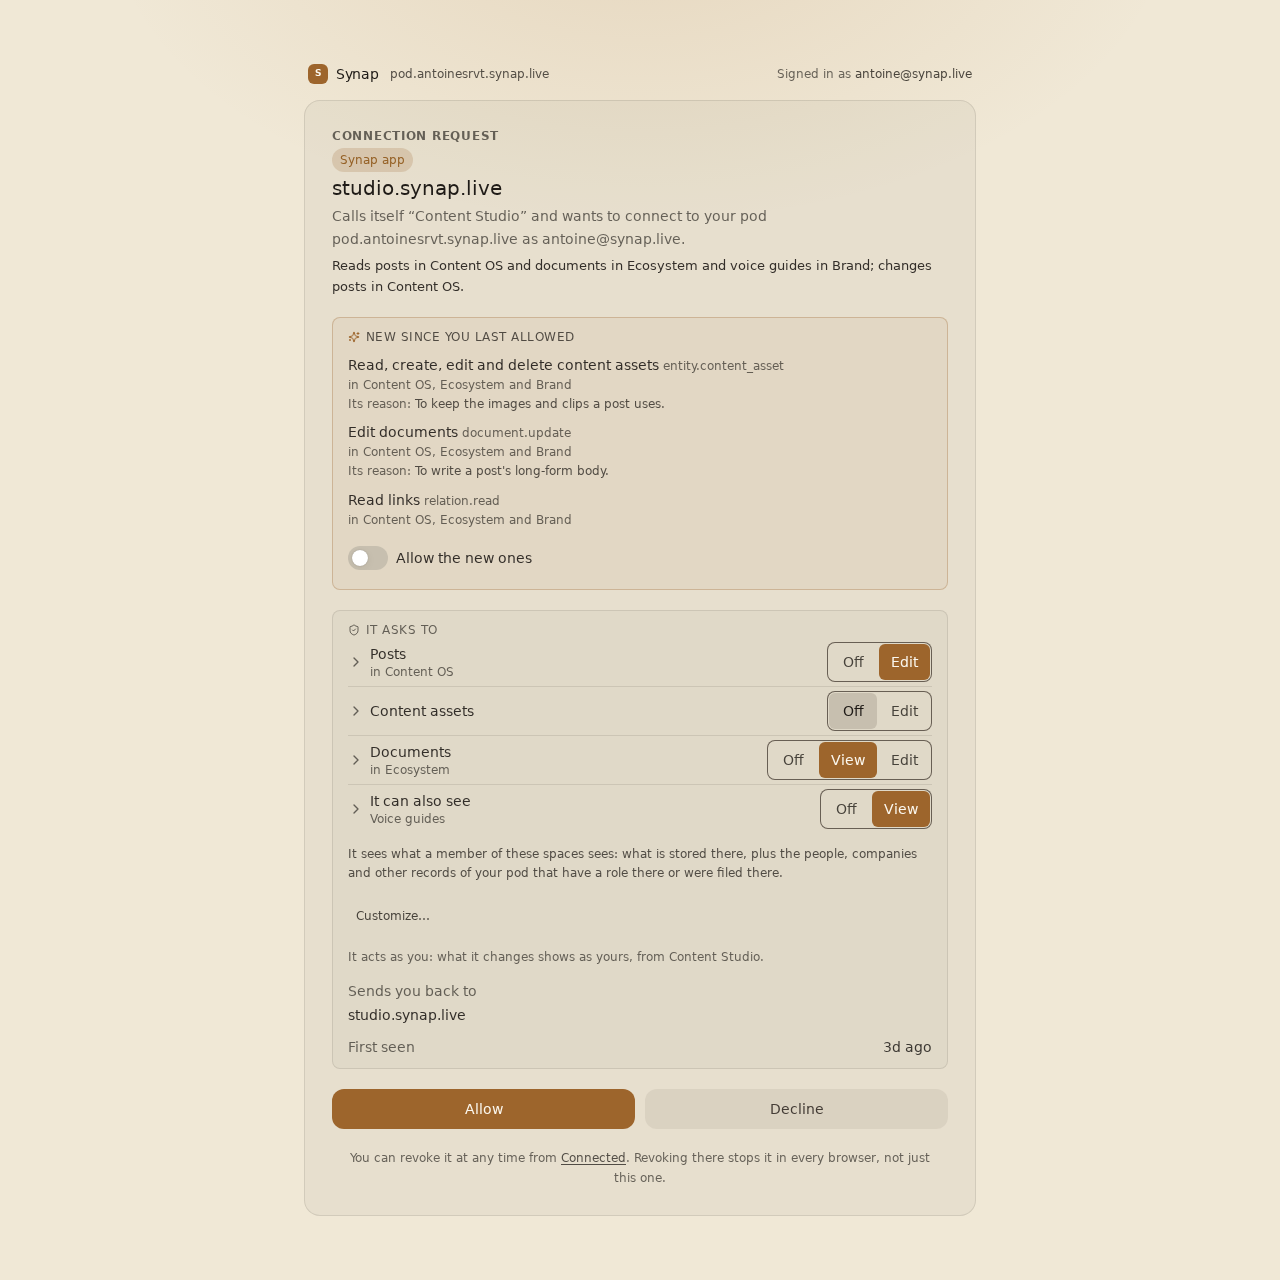 S Synap pod.antoinesrvt.synap.live
Signed in as antoine@synap.live
CONNECTION REQUEST
Synap app
studio.synap.live
Calls itself “Content Studio” and wants to connect to your pod
pod.antoinesrvt.synap.live as antoine@synap.live.
Reads posts in Content OS and documents in Ecosystem and voice guides in Brand; changes
posts in Content OS.
NEW SINCE YOU LAST ALLOWED
Read, create, edit and delete content assets entity.content_asset
in Content OS, Ecosystem and Brand
Its reason: To keep the images and clips a post uses.
Edit documents document.update
in Content OS, Ecosystem and Brand
Its reason: To write a post's long-form body.
Read links relation.read
in Content OS, Ecosystem and Brand
Allow the new ones
IT ASKS TO
Posts
in Content OS
Off Edit
Content assets
Off Edit
Documents
in Ecosystem
Off View Edit
It can also see
Voice guides
Off View
It sees what a member of these spaces sees: what is stored there, plus the people, companies
and other records of your pod that have a role there or were filed there.
Customize...
It acts as you: what it changes shows as yours, from Content Studio.
Sends you back to
studio.synap.live
First seen 3d ago
Allow Decline
You can revoke it at any time from Connected. Revoking there stops it in every browser, not just
this one.